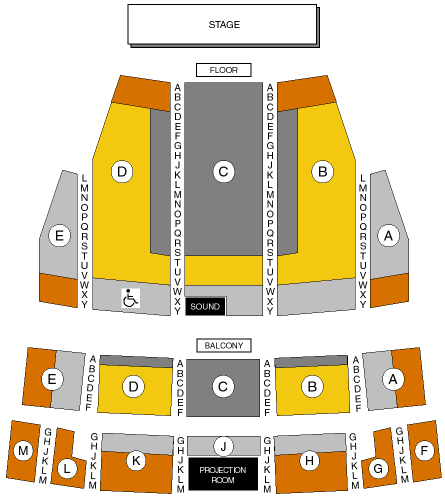 STAGE
FLOOR
A A
B B
C C
D D
E E
F F
G G
H H
J J
K K
D C B
L L L L
M M M M
N N N N
O O O O
P P P P
Q Q Q Q
E A
R R R R
S S S S
T T T T
U U U U
V V V V
W W W W
X X X X
Y Y Y Y
SOUND
BALCONY
A A A A
B B B B
C C C C
E D C B A
D D D D
E E E E
F F F F
G G G G G G
H H H H H H
J
J J J J J J
M L K H G F
K K K K K K
L L L L L L
M M M M M M
PROJECTION
ROOM